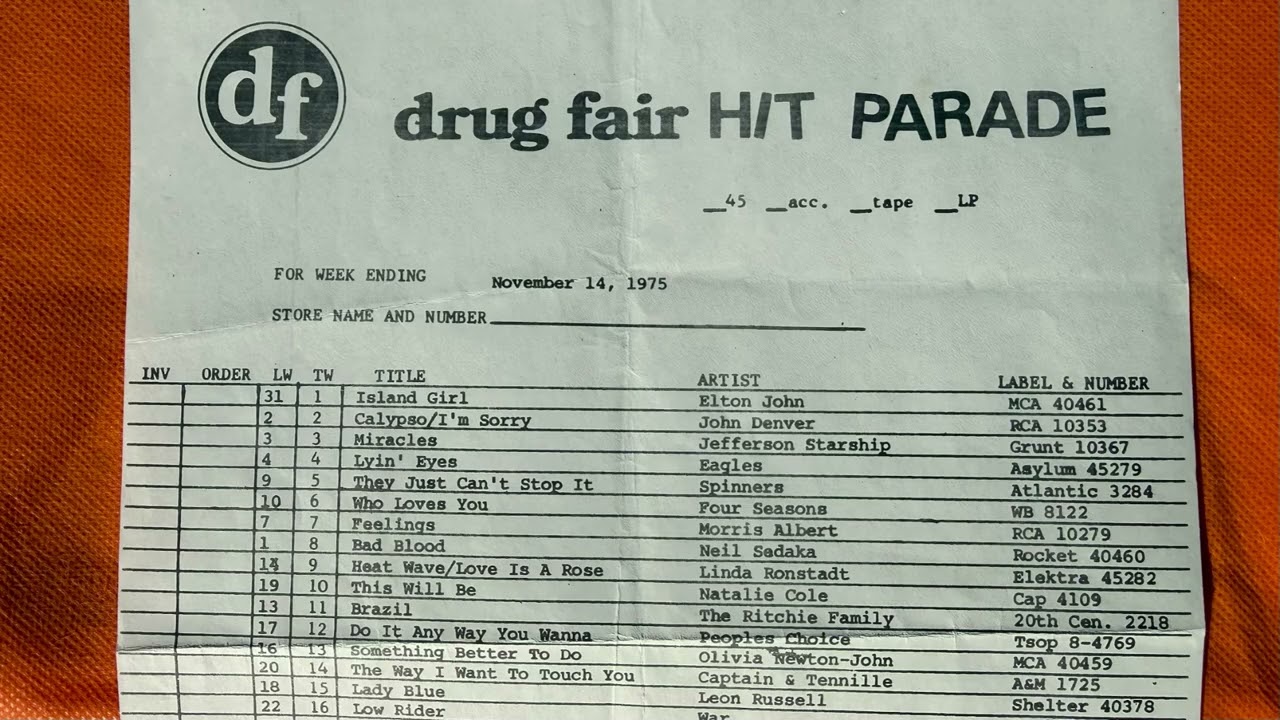 df
drug fair HIT PARADE
__45 __acc. __tape __LP
FOR WEEK ENDING November 14, 1975
STORE NAME AND NUMBER
INV ORDER LW TW TITLE ARTIST LABEL & NUMBER
31 1 Island Girl Elton John MCA 40461
2 2 Calypso/I'm Sorry John Denver RCA 10353
3 3 Miracles Jefferson Starship Grunt 10367
4 4 Lyin' Eyes Eagles Asylum 45279
9 5 They Just Can't Stop It Spinners Atlantic 3284
10 6 Who Loves You Four Seasons WB 8122
7 7 Feelings Morris Albert RCA 10279
1 8 Bad Blood Neil Sedaka Rocket 40460
9 Heat Wave/Love Is A Rose Linda Ronstadt Elektra 45282
19 10 This Will Be Natalie Cole Cap 4109
13 11 Brazil The Ritchie Family 20th Cen. 2218
17 12 Do It Any Way You Wanna Peoples Choice Tsop 8-4769
16 13 Something Better To Do Olivia Newton-John MCA 40459
20 14 The Way I Want To Touch You Captain & Tennille A&M 1725
18 15 Lady Blue Leon Russell Shelter 40378
22 16 Low Rider War